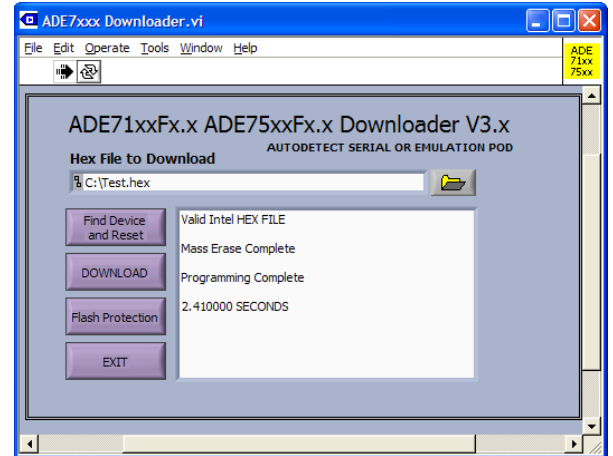 ADE7xxx Downloader.vi
File Edit Operate Tools Window Help
ADE
71xx
75xx
ADE71xxFx.x ADE75xxFx.x Downloader V3.x
AUTODETECT SERIAL OR EMULATION POD
Hex File to Download
C:\Test.hex
Find Device
and Reset
DOWNLOAD
Flash Protection
EXIT
Valid Intel HEX FILE
Mass Erase Complete
Programming Complete
2.410000 SECONDS